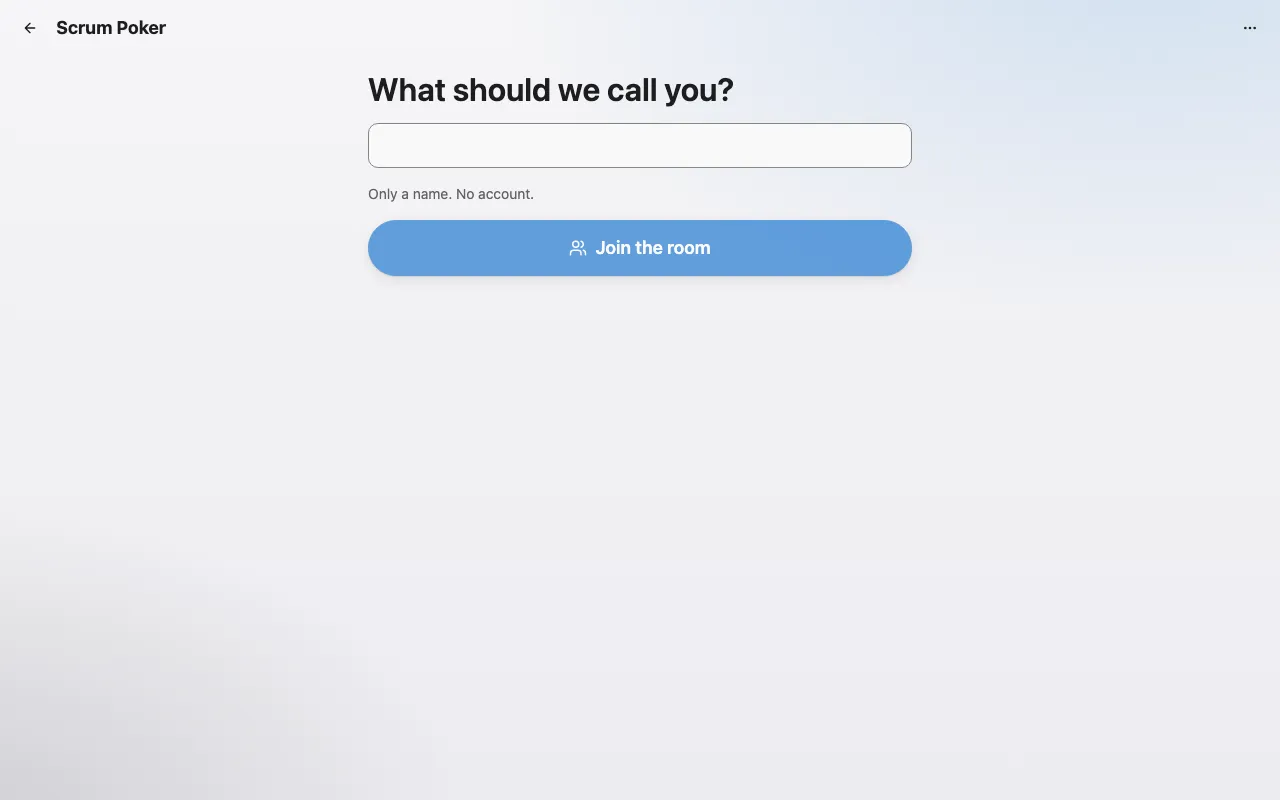 Scrum Poker
What should we call you?
Only a name. No account.
Join the room